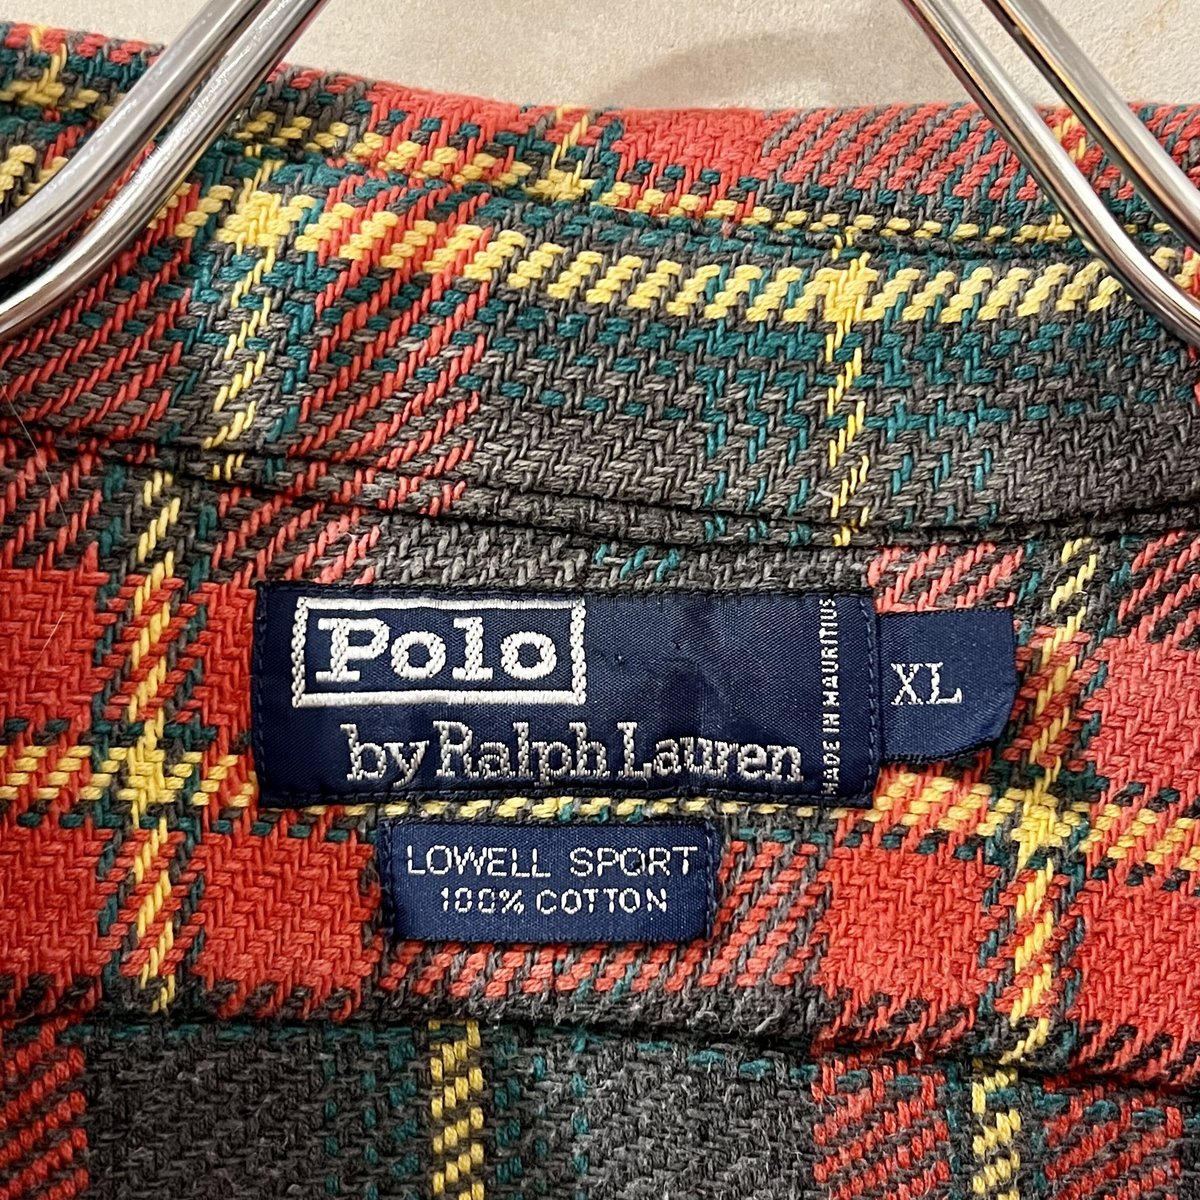 Polo
by Ralph Lauren
MADE IN MAURITIUS
XL
LOWELL SPORT
100% COTTON